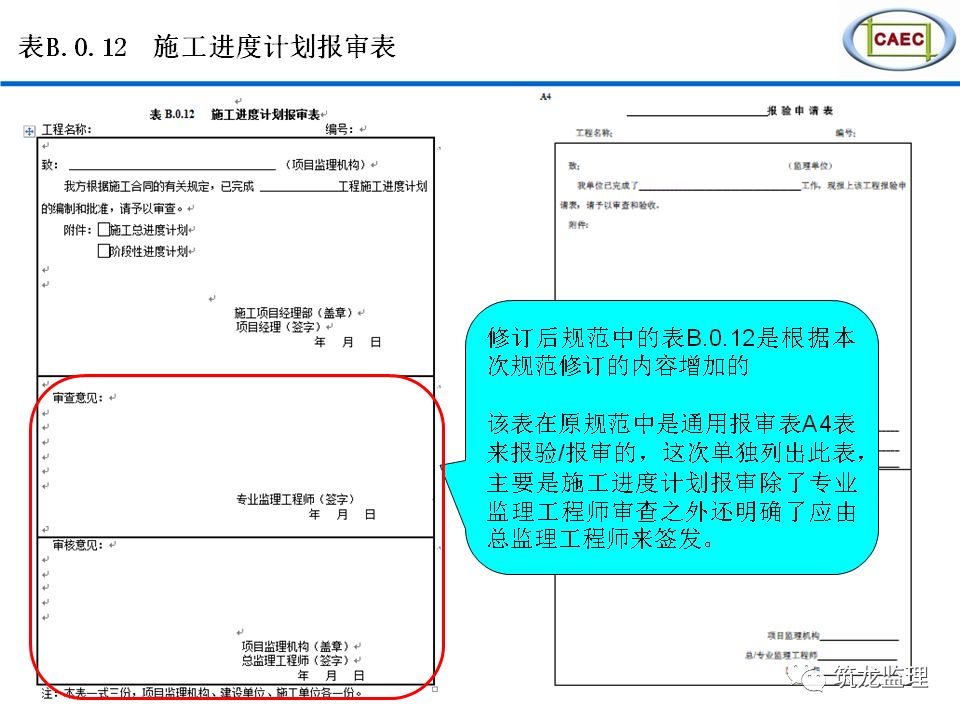 表B.0.12 施工进度计划报审表
CAEC
表 B.0.12 施工进度计划报审表
工程名称: 编号:
致: （项目监理机构）
我方根据施工合同的有关规定，已完成 工程施工进度计划
的编制和批准，请予以审查。
附件: 施工总进度计划
阶段性进度计划
施工项目经理部（盖章）
项目经理（签字）
年 月 日
审查意见:
专业监理工程师（签字）
年 月 日
审核意见:
项目监理机构（盖章）
总监理工程师（签字）
年 月 日
注: 本表一式三份，项目监理机构、建设单位、施工单位各一份。
A4
报验申请表
工程名称: 编号:
致: （监理单位）
我单位已完成了 工作，现报上该工程报验申
请表，请予以审查和验收。
附件:
修订后规范中的表B.0.12是根据本
次规范修订的内容增加的
该表在原规范中是通用报审表A4表
来报验/报审的，这次单独列出此表，
主要是施工进度计划报审除了专业
监理工程师审查之外还明确了应由
总监理工程师来签发。
项目监理机构
总/专业监理工程师
筑龙监理